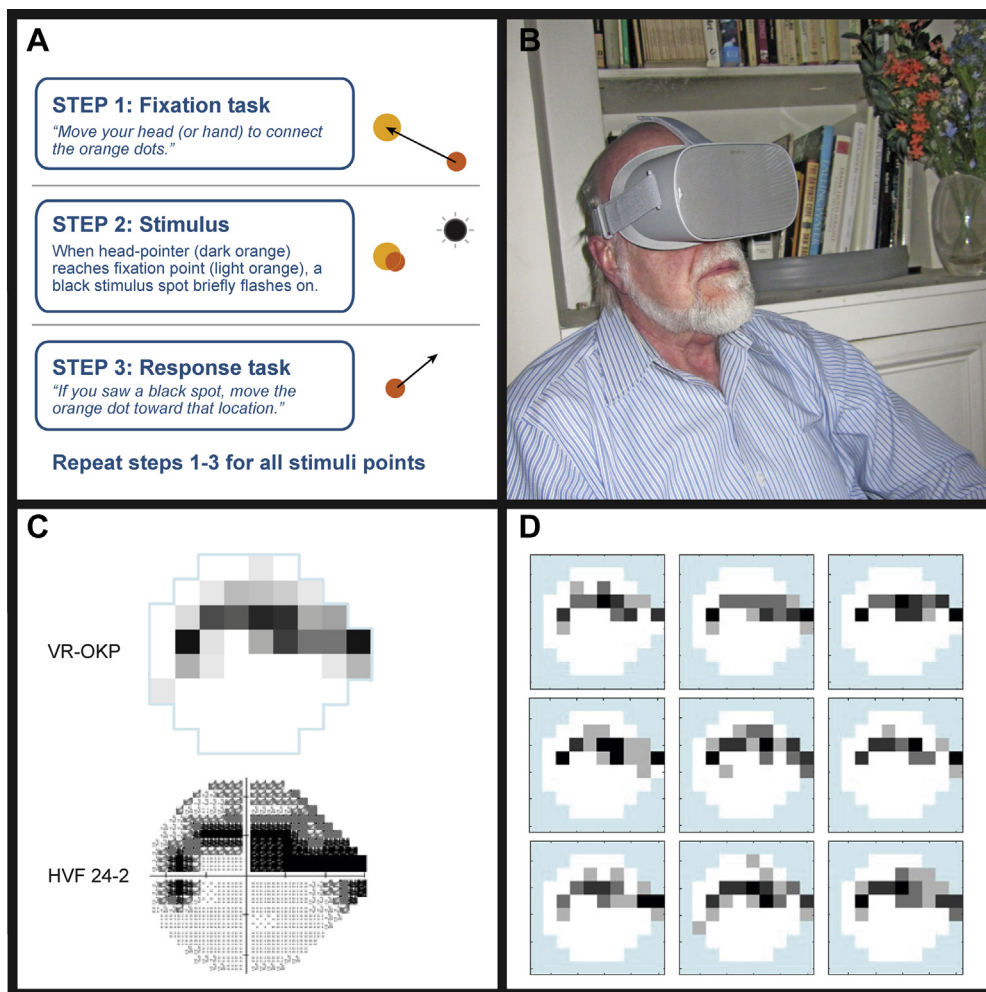 A
STEP 1: Fixation task
“Move your head (or hand) to connect
the orange dots.”
STEP 2: Stimulus
When head-pointer (dark orange)
reaches fixation point (light orange), a
black stimulus spot briefly flashes on.
STEP 3: Response task
“If you saw a black spot, move the
orange dot toward that location.”
Repeat steps 1-3 for all stimuli points
B
C
VR-OKP
HVF 24-2
D